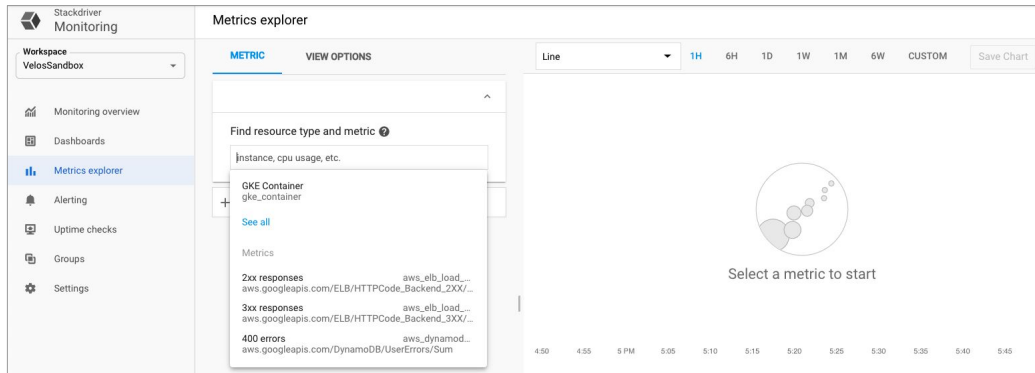 Stackdriver
Monitoring
Metrics explorer
Workspace
VelosSandbox
Monitoring overview
Dashboards
Metrics explorer
Alerting
Uptime checks
Groups
Settings
METRIC VIEW OPTIONS
Find resource type and metric ?
instance, cpu usage, etc.
GKE Container
gke_container
See all
Metrics
2xx responses aws_elb_load_...
aws.googleapis.com/ELB/HTTPCode_Backend_2XX/...
3xx responses aws_elb_load_...
aws.googleapis.com/ELB/HTTPCode_Backend_3XX/...
400 errors aws_dynamod...
aws.googleapis.com/DynamoDB/UserErrors/Sum
+
Line 1H 6H 1D 1W 1M 6W CUSTOM Save Chart
Select a metric to start
4:50 4:55 5 PM 5:05 5:10 5:15 5:20 5:25 5:30 5:35 5:40 5:45